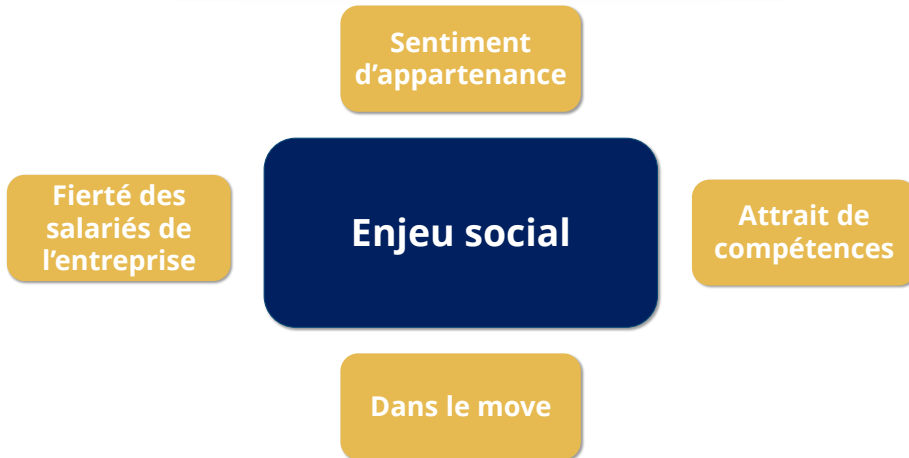 Sentiment
d’appartenance
Fierté des
salariés de
l’entreprise
Enjeu social
Attrait de
compétences
Dans le move